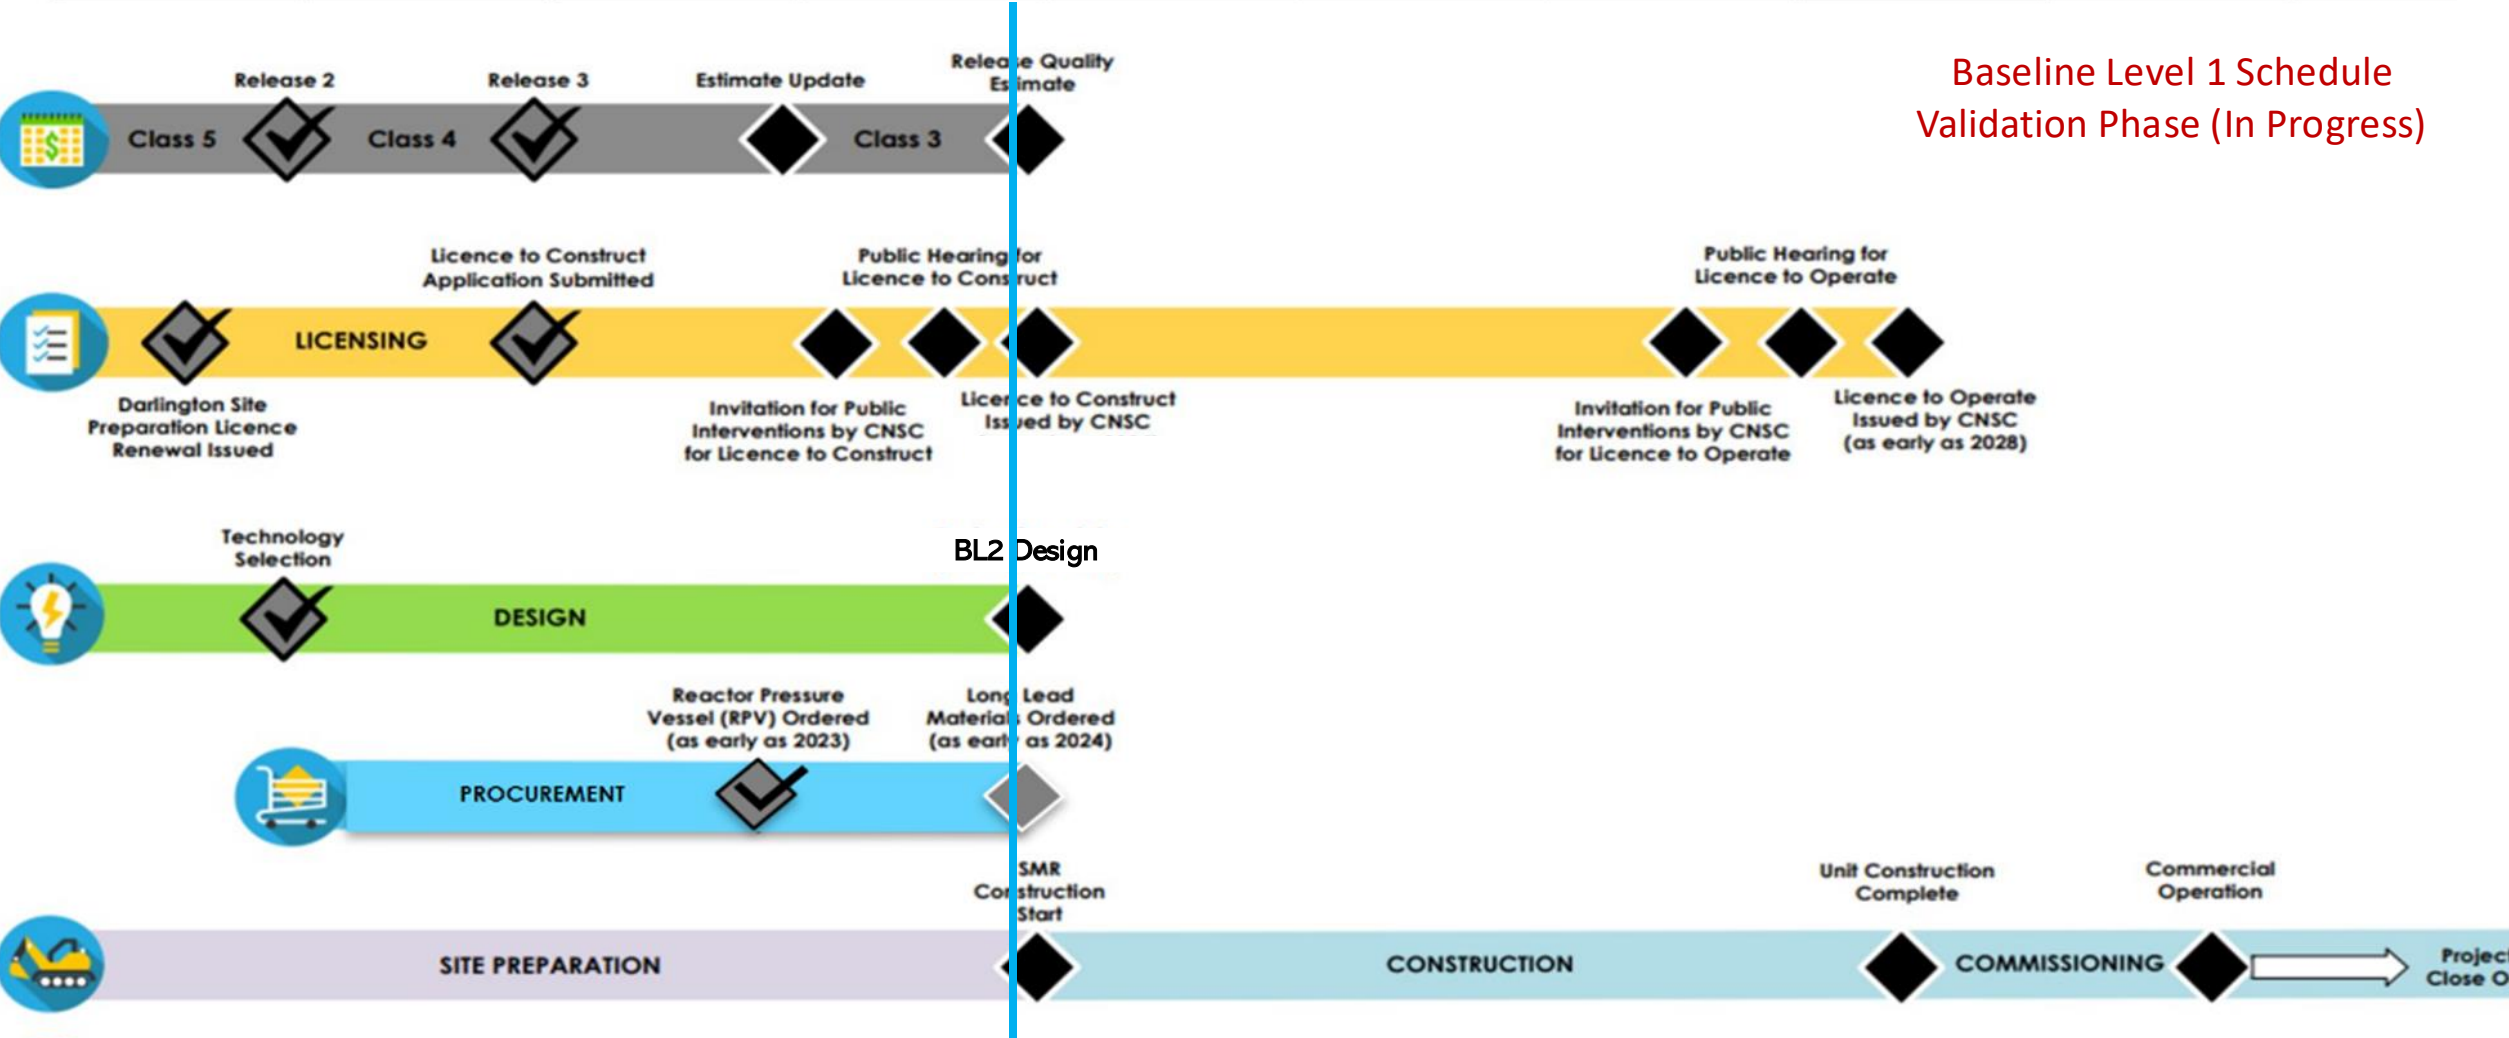 Baseline Level 1 Schedule
Validation Phase (In Progress)
Release 2
Release 3
Estimate Update
Release Quality
Estimate
Class 5
Class 4
Class 3
$
Licence to Construct
Application Submitted
Public Hearing for
Licence to Construct
Public Hearing for
Licence to Operate
LICENSING
Darlington Site
Preparation Licence
Renewal Issued
Invitation for Public
Interventions by CNSC
for Licence to Construct
Licence to Construct
Issued by CNSC
Invitation for Public
Interventions by CNSC
for Licence to Operate
Licence to Operate
Issued by CNSC
(as early as 2028)
Technology
Selection
BL2 Design
DESIGN
Reactor Pressure
Vessel (RPV) Ordered
(as early as 2023)
Long Lead
Materials Ordered
(as early as 2024)
PROCUREMENT
SMR
Construction
Start
Unit Construction
Complete
Commercial
Operation
SITE PREPARATION
CONSTRUCTION
COMMISSIONING
Project
Close O